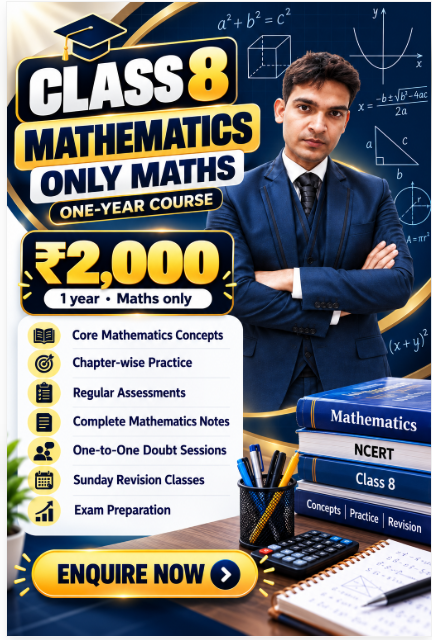 CLASS 8
MATHEMATICS
ONLY MATHS
ONE-YEAR COURSE
₹2,000
1 year • Maths only
Core Mathematics Concepts
Chapter-wise Practice
Regular Assessments
Complete Mathematics Notes
One-to-One Doubt Sessions
Sunday Revision Classes
Exam Preparation
ENQUIRE NOW
a² + b² = c²
y
x
x = -b ± √b² - 4ac
2a
a
c
b
r
A = πr²
(x + y)²
Mathematics
NCERT
Class 8
Concepts | Practice | Revision